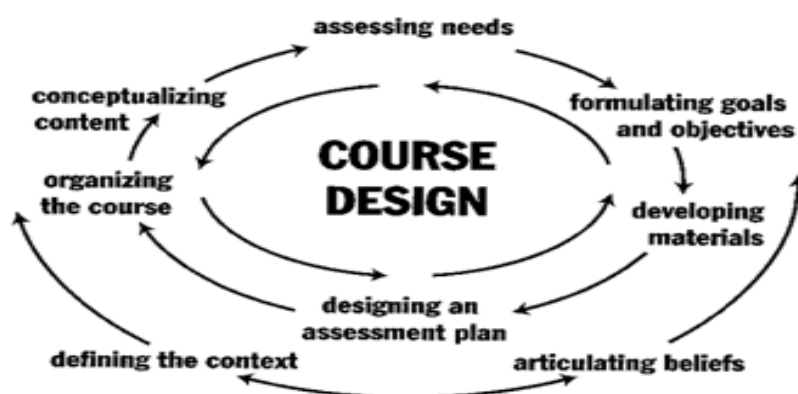 assessing needs
conceptualizing
content
formulating goals
and objectives
COURSE
DESIGN
organizing
the course
developing
materials
designing an
assessment plan
defining the context
articulating beliefs